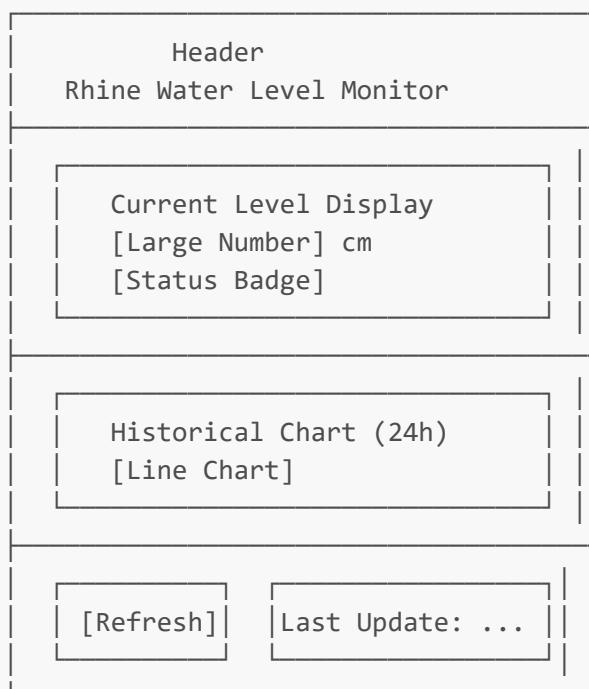 Header
Rhine Water Level Monitor
Current Level Display
[Large Number] cm
[Status Badge]
Historical Chart (24h)
[Line Chart]
[Refresh] Last Update: ...